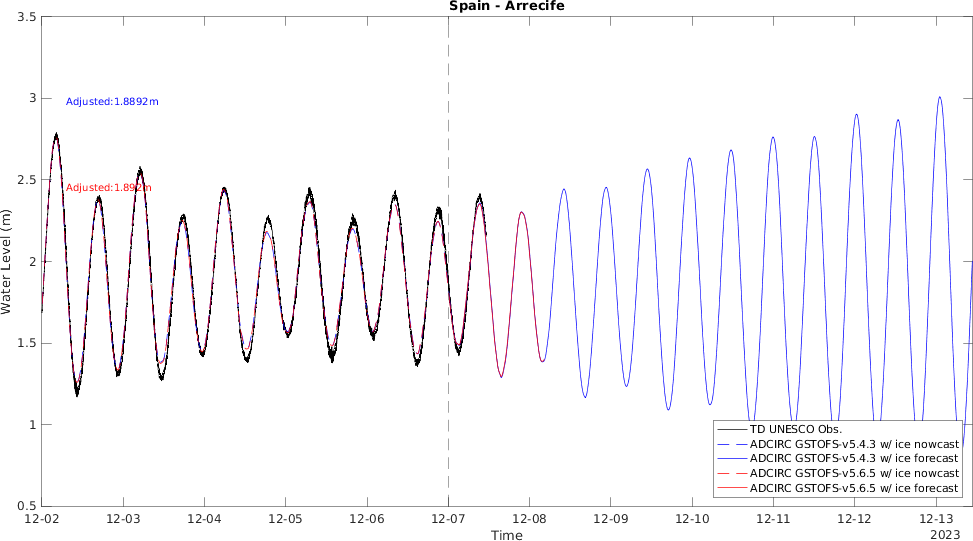 Spain - Arrecife
3.5
3
2.5
2
1.5
1
0.5
Water Level (m)
Adjusted:1.8892m
Adjusted:1.892m
TD UNESCO Obs.
ADCIRC GSTOFS-v5.4.3 w/ ice nowcast
ADCIRC GSTOFS-v5.4.3 w/ ice forecast
ADCIRC GSTOFS-v5.6.5 w/ ice nowcast
ADCIRC GSTOFS-v5.6.5 w/ ice forecast
12-02 12-03 12-04 12-05 12-06 12-07 12-08 12-09 12-10 12-11 12-12 12-13
Time
2023